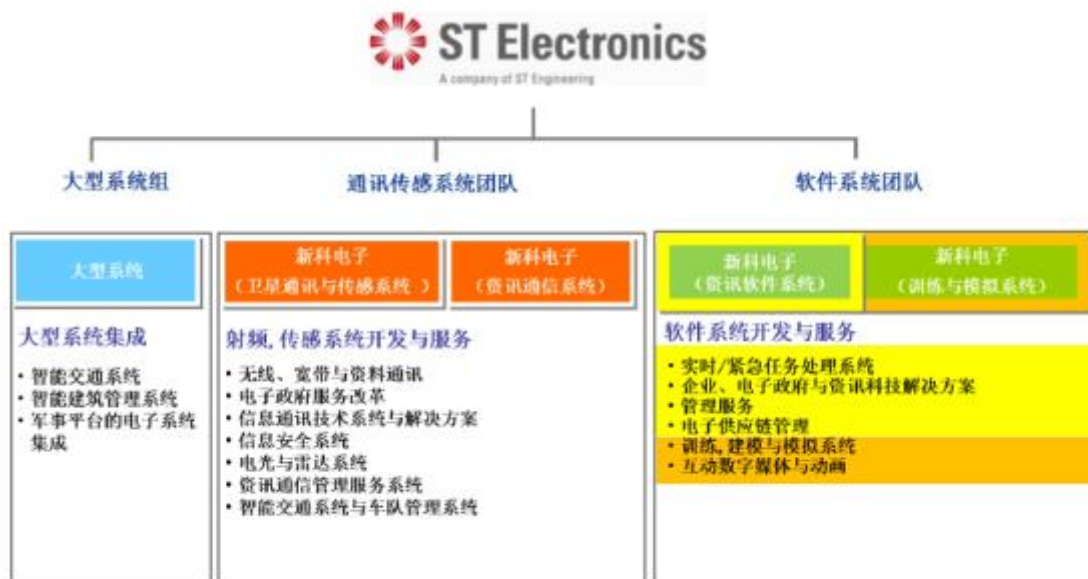 ST Electronics
A company of ST Engineering
大型系统组
通讯传感系统团队
软件系统团队
大型系统
新科电子
（卫星通讯与传感系统 ）
新科电子
（资讯通信系统）
新科电子
（资讯软件系统）
新科电子
（训练与模拟系统）
大型系统集成
• 智能交通系统
• 智能建筑管理系统
• 军事平台的电子系统
集成
射频, 传感系统开发与服务
• 无线、宽带与资料通讯
• 电子政府服务改革
• 信息通讯技术系统与解决方案
• 信息安全系统
• 电光与雷达系统
• 资讯通信管理服务系统
• 智能交通系统与车队管理系统
软件系统开发与服务
• 实时/紧急任务处理系统
• 企业、电子政府与资讯科技解决方案
• 管理服务
• 电子供应链管理
• 训练, 建模与模拟系统
• 互动数字媒体与动画